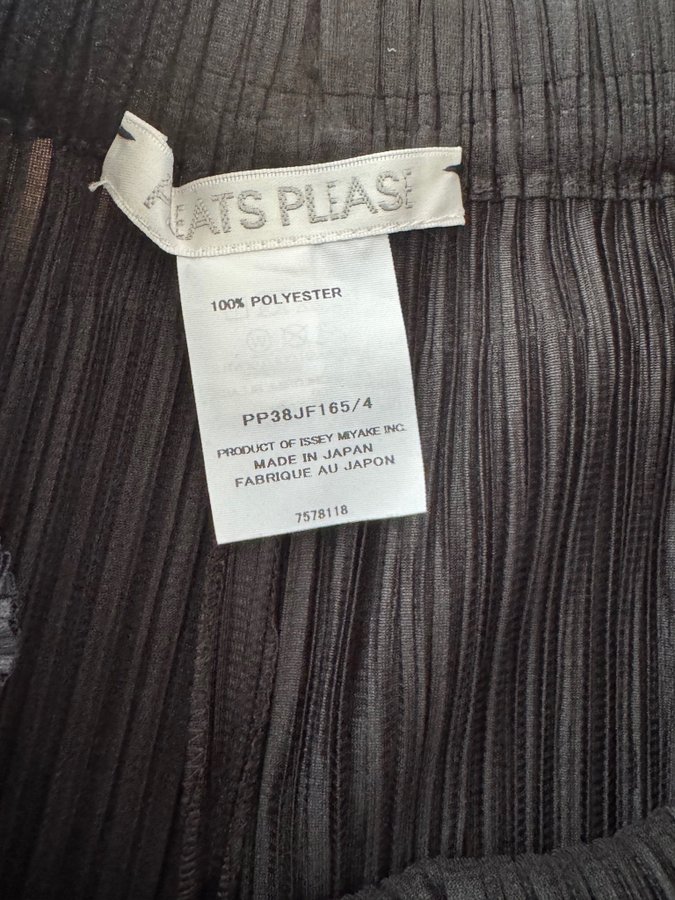 EATS PLEASE
100% POLYESTER
PP38JF165/4
PRODUCT OF ISSEY MIYAKE INC.
MADE IN JAPAN
FABRIQUE AU JAPON
7578118